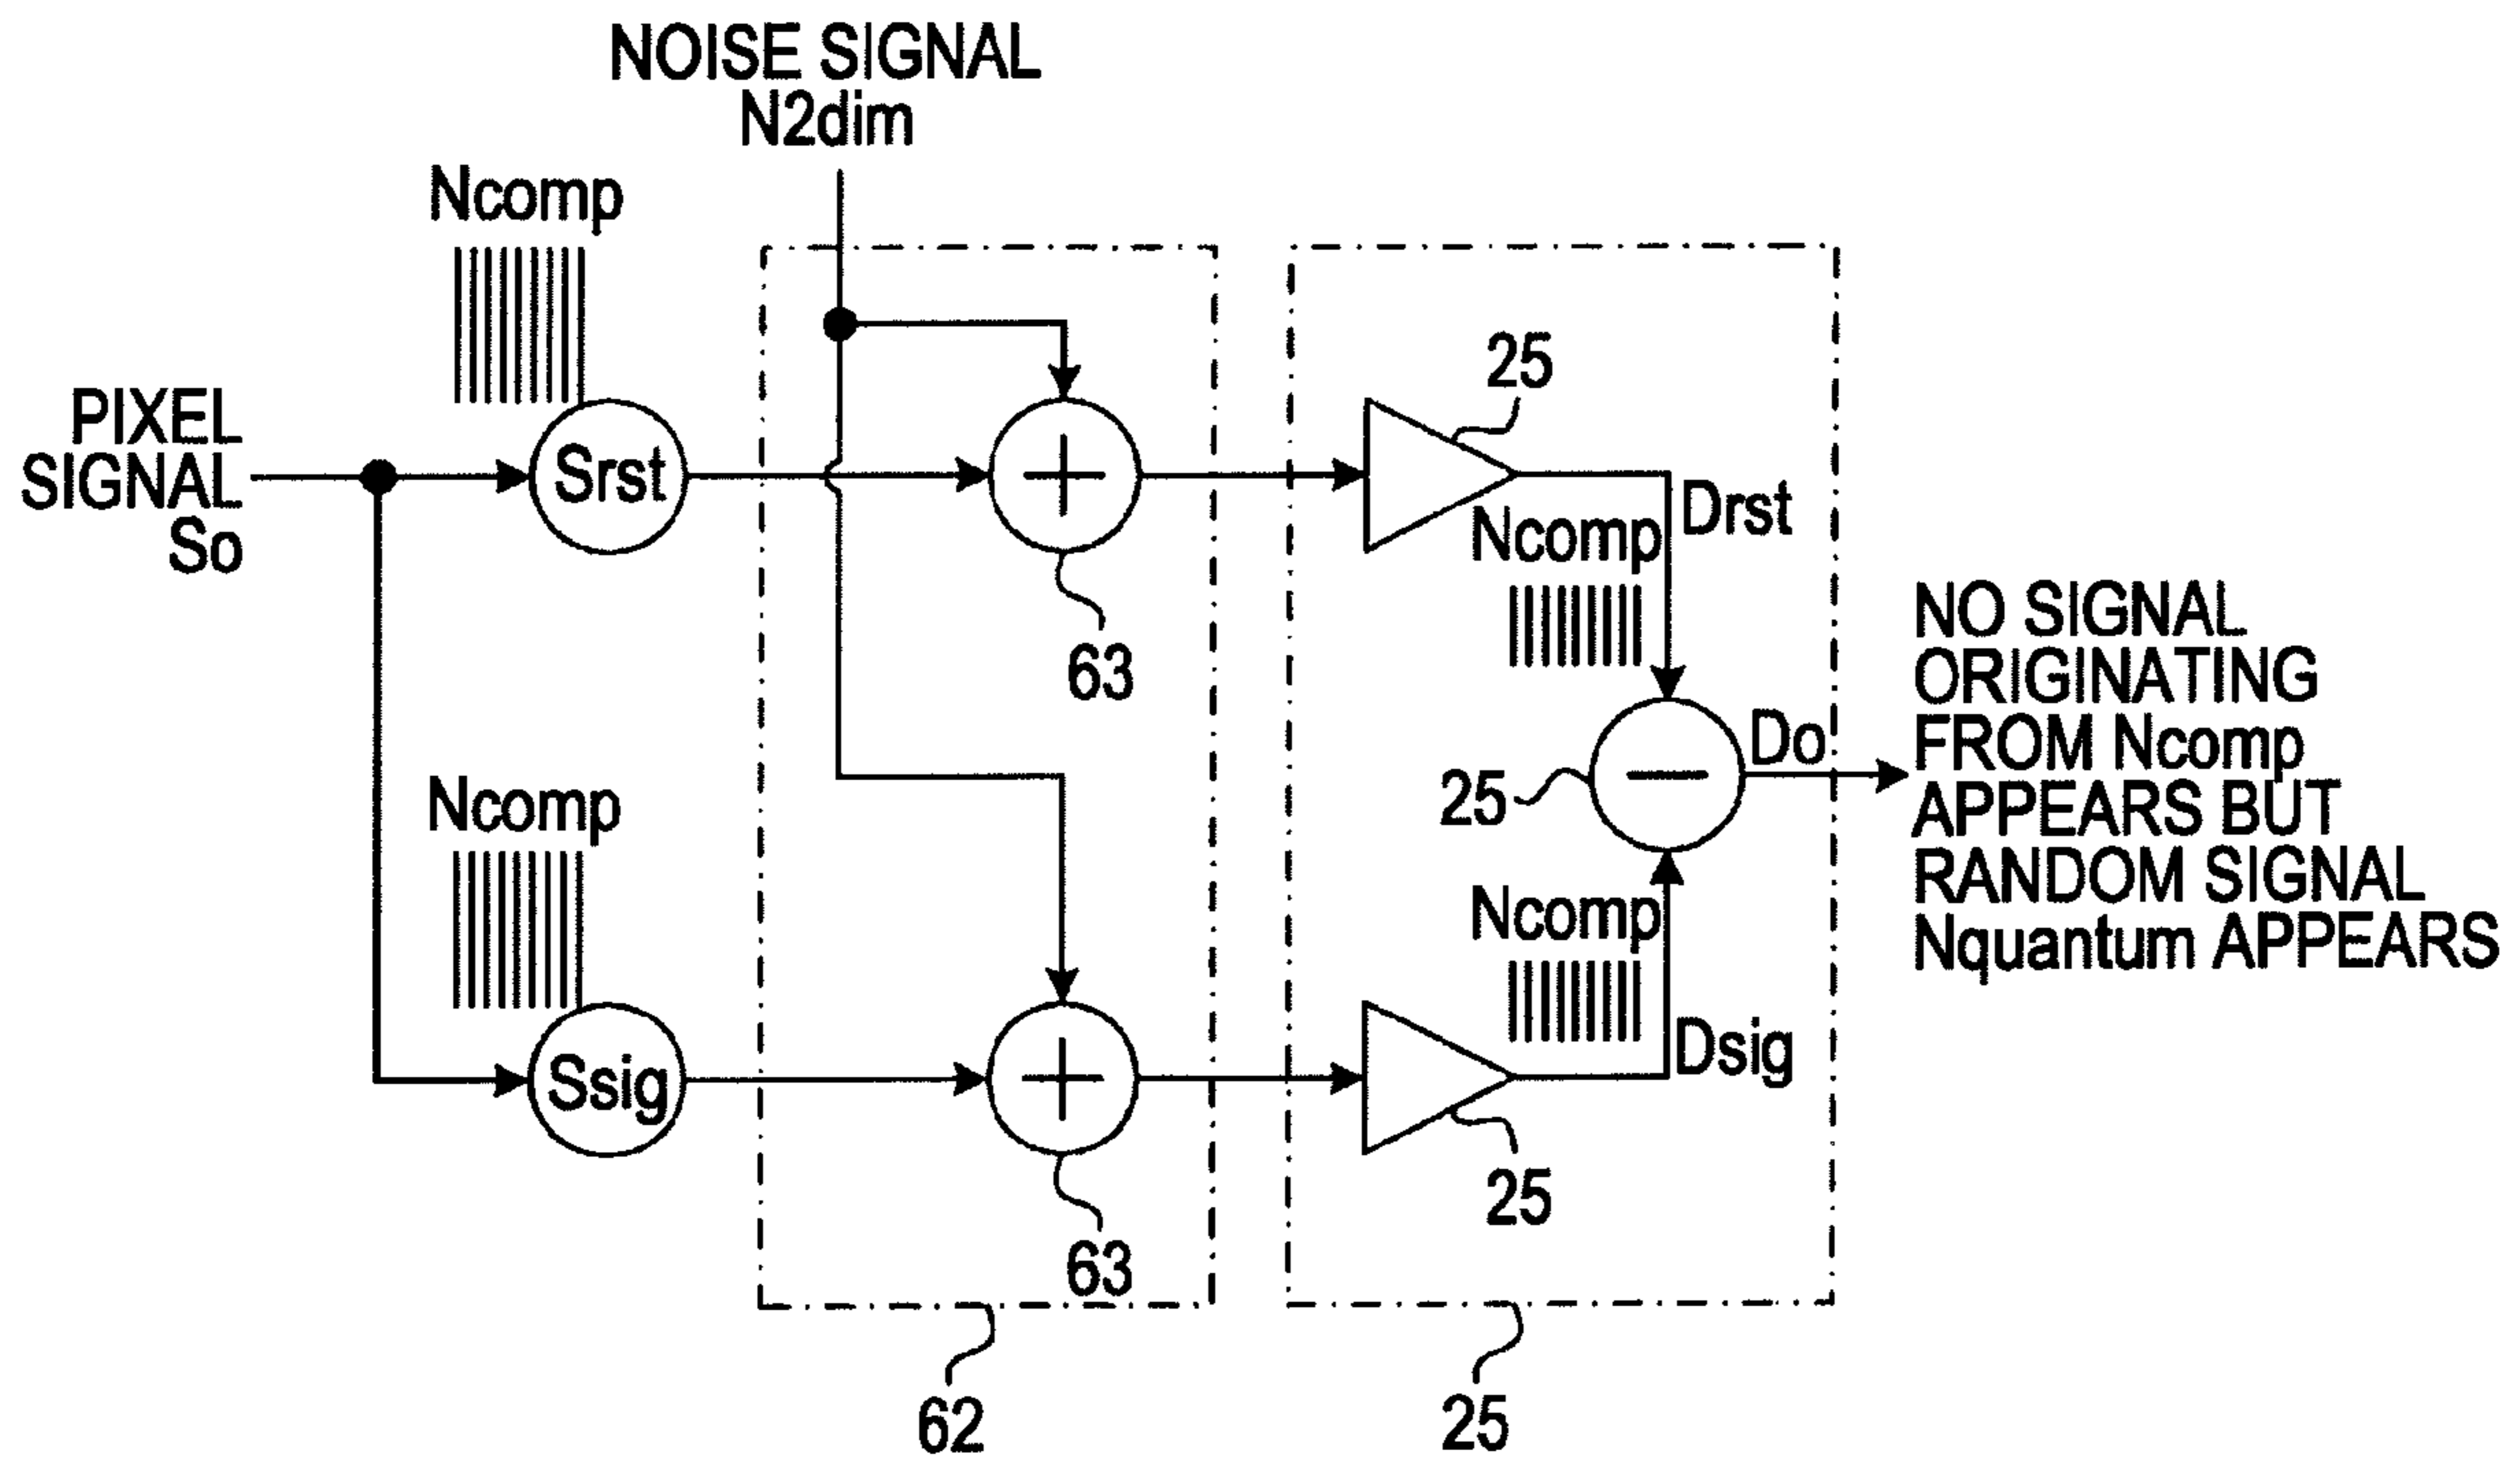 NOISE SIGNAL
N2dim
Ncomp
PIXEL
SIGNAL
So
Srst
25
Ncomp
Drst
63
NO SIGNAL
ORIGINATING
FROM Ncomp
APPEARS BUT
RANDOM SIGNAL
Nquantum APPEARS
Do
25
Ncomp
Ncomp
Dsig
Ssig
25
63
62
25